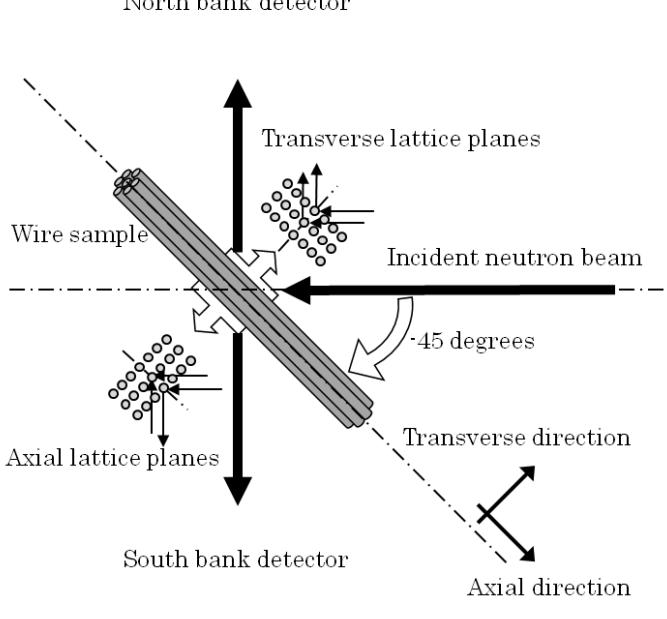 North bank detector
Transverse lattice planes
Wire sample
Incident neutron beam
-45 degrees
Transverse direction
Axial lattice planes
South bank detector
Axial direction